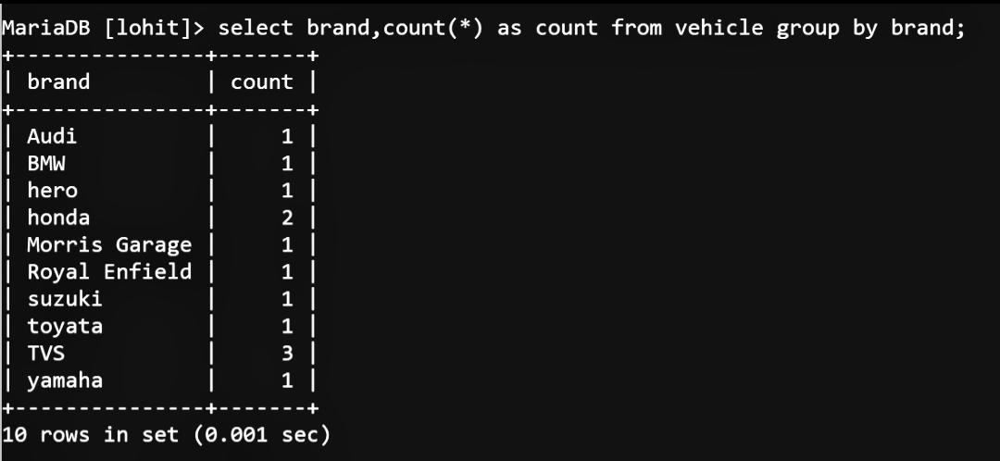 MariaDB [lohit]> select brand,count(*) as count from vehicle group by brand;
+---------------+-------+
| brand         | count |
+---------------+-------+
| Audi          |     1 |
| BMW           |     1 |
| hero          |     1 |
| honda         |     2 |
| Morris Garage |     1 |
| Royal Enfield |     1 |
| suzuki        |     1 |
| toyata        |     1 |
| TVS           |     3 |
| yamaha        |     1 |
+---------------+-------+
10 rows in set (0.001 sec)